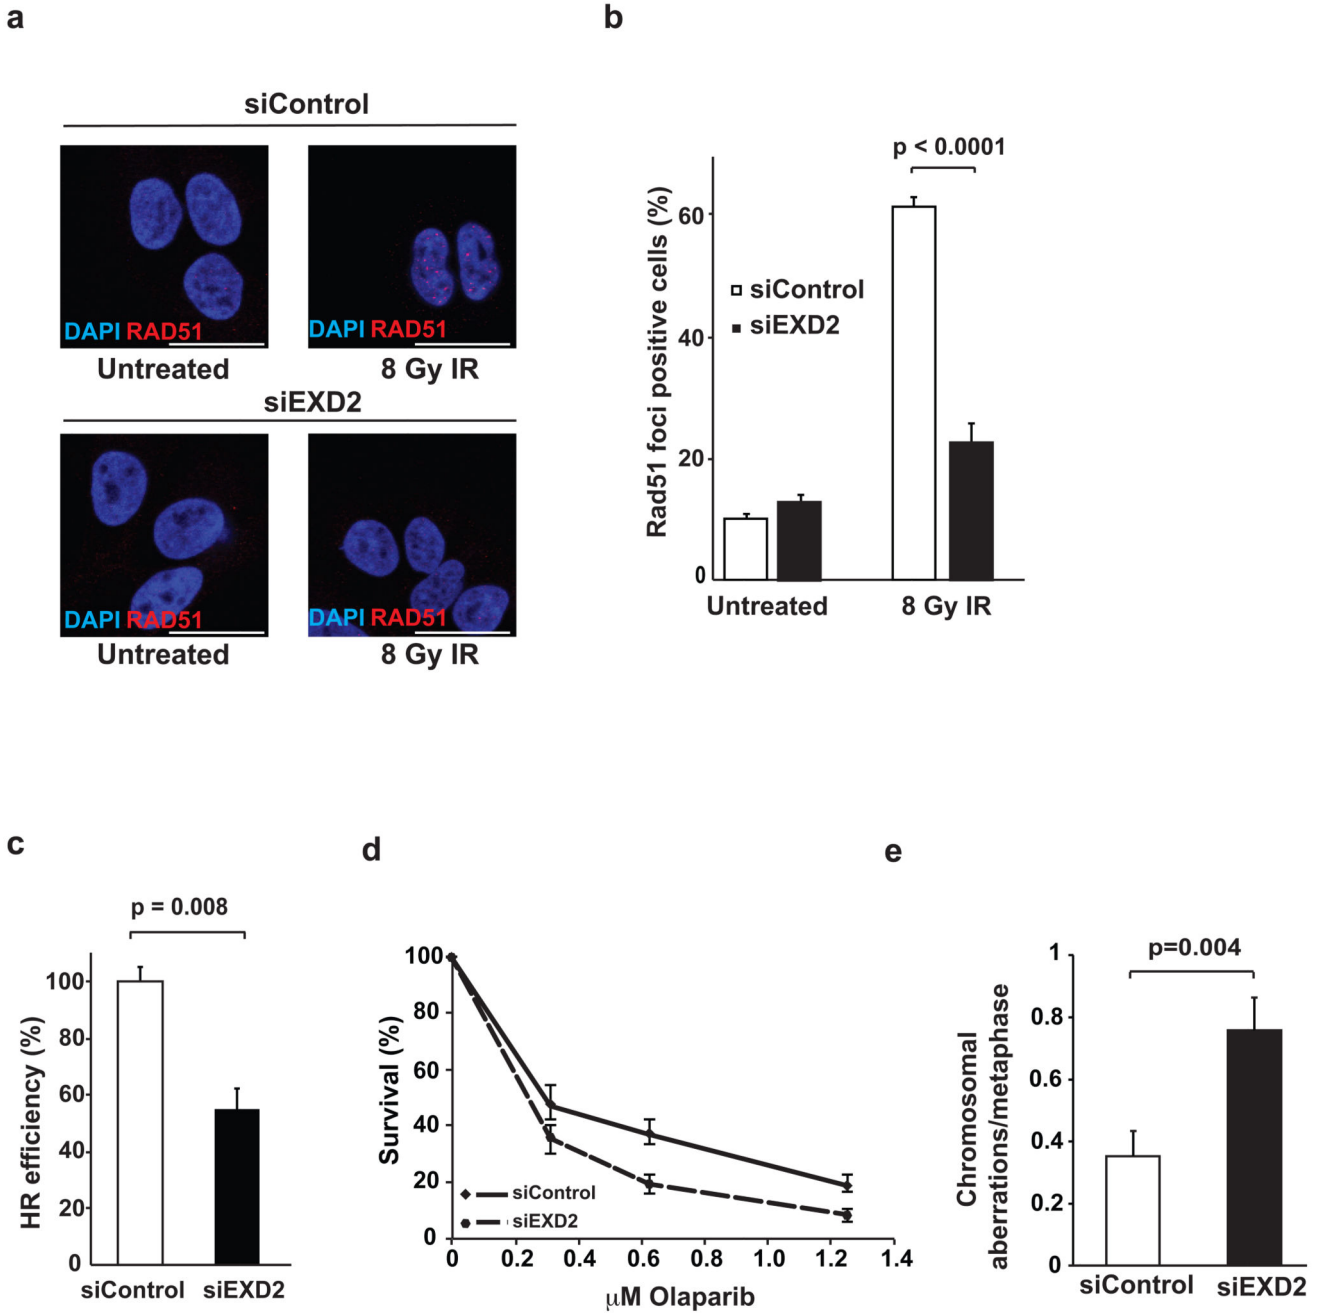 a
siControl
DAPI RAD51
DAPI RAD51
Untreated
8 Gy IR
siEXD2
DAPI RAD51
DAPI RAD51
Untreated
8 Gy IR
b
p < 0.0001
Rad51 foci positive cells (%)
60
40
20
0
siControl
siEXD2
Untreated
8 Gy IR
c
p = 0.008
HR efficiency (%)
100
80
60
40
20
0
siControl
siEXD2
d
Survival (%)
100
80
60
40
20
0
siControl
siEXD2
0
0.2
0.4
0.6
0.8
1.0
1.2
1.4
μM Olaparib
e
p=0.004
Chromosomal
aberrations/metaphase
1
0.8
0.6
0.4
0.2
0
siControl
siEXD2